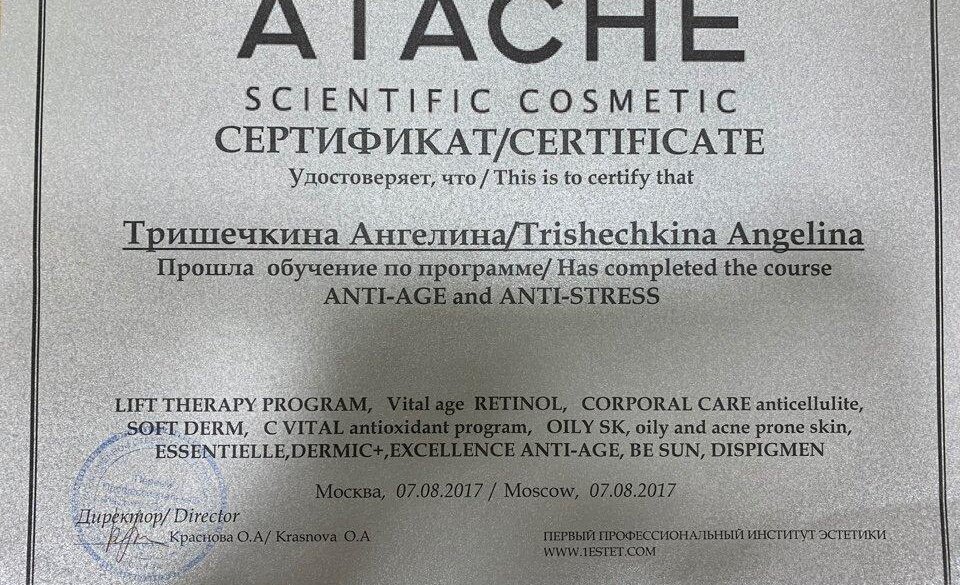 ATACHE
SCIENTIFIC COSMETIC
СЕРТИФИКАТ/CERTIFICATE
Удостоверяет, что / This is to certify that
Тришечкина Ангелина/Trishechkina Angelina
Прошла обучение по программе/ Has completed the course
ANTI-AGE and ANTI-STRESS
LIFT THERAPY PROGRAM, Vital age RETINOL, CORPORAL CARE anticellulite,
SOFT DERM, C VITAL antioxidant program, OILY SK, oily and acne prone skin,
ESSENTIELLE,DERMIC+,EXCELLENCE ANTI-AGE, BE SUN, DISPIGMEN
Москва, 07.08.2017 / Moscow, 07.08.2017
Директор/ Director
Краснова О.А/ Krasnova O.A
ПЕРВЫЙ ПРОФЕССИОНАЛЬНЫЙ ИНСТИТУТ ЭСТЕТИКИ
WWW.1ESTET.COM